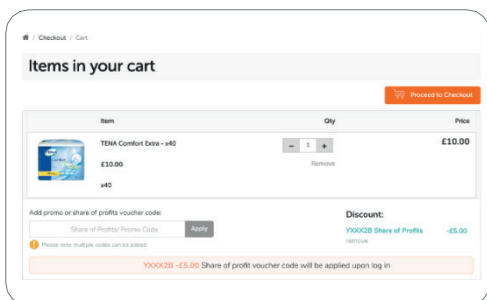 / Checkout / Cart
Items in your cart
Proceed to Checkout
Item Qty Price
TENA Comfort Extra - x40 - 1 + £10.00
£10.00 Remove
x40
Add promo or share of profits voucher code:
Share of Profits/ Promo Code Apply
Please note multiple codes can be added
Discount:
YXXX2B Share of Profits -£5.00
remove
YXXX2B -£5.00 Share of profit voucher code will be applied upon log in